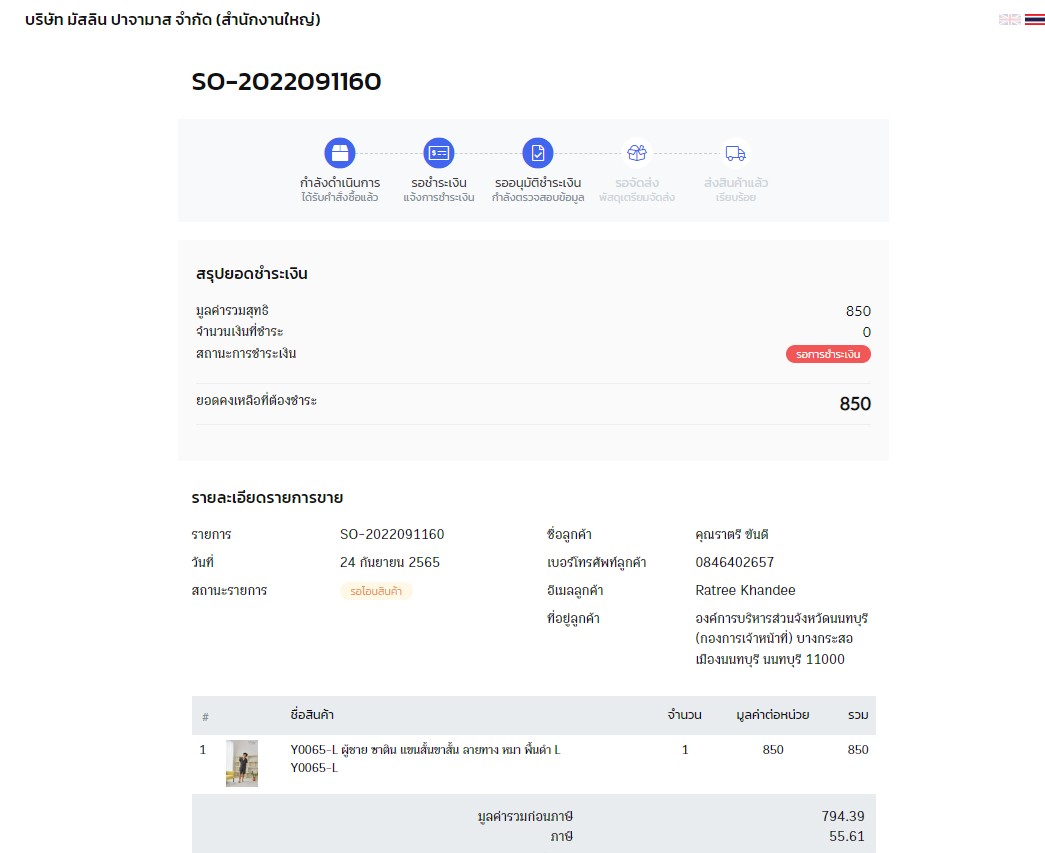 บริษัท มัสลิน ปาจามาส จำกัด (สำนักงานใหญ่)
SO-2022091160
กำลังดำเนินการ รอชำระเงิน รออนุมัติชำระเงิน รอจัดส่ง ส่งสินค้าแล้ว
ได้รับคำสั่งซื้อแล้ว แจ้งการชำระเงิน กำลังตรวจสอบข้อมูล พัสดุเตรียมจัดส่ง เรียบร้อย
สรุปยอดชำระเงิน
มูลค่ารวมสุทธิ 850
จำนวนเงินที่ชำระ 0
สถานะการชำระเงิน รอการชำระเงิน
ยอดคงเหลือที่ต้องชำระ 850
รายละเอียดรายการขาย
รายการ SO-2022091160 ชื่อลูกค้า คุณราตรี ขันดี
วันที่ 24 กันยายน 2565 เบอร์โทรศัพท์ลูกค้า 0846402657
สถานะรายการ รอโอนสินค้า อีเมลลูกค้า Ratree Khandee
ที่อยู่ลูกค้า องค์การบริหารส่วนจังหวัดนนทบุรี
(กองการเจ้าหน้าที่) บางกระสอ
เมืองนนทบุรี นนทบุรี 11000
# ชื่อสินค้า จำนวน มูลค่าต่อหน่วย รวม
1 Y0065-L ผู้ชาย ซาติน แขนสั้นขาสั้น ลายทาง หมา พื้นดำ L 1 850 850
Y0065-L
มูลค่ารวมก่อนภาษี 794.39
ภาษี 55.61